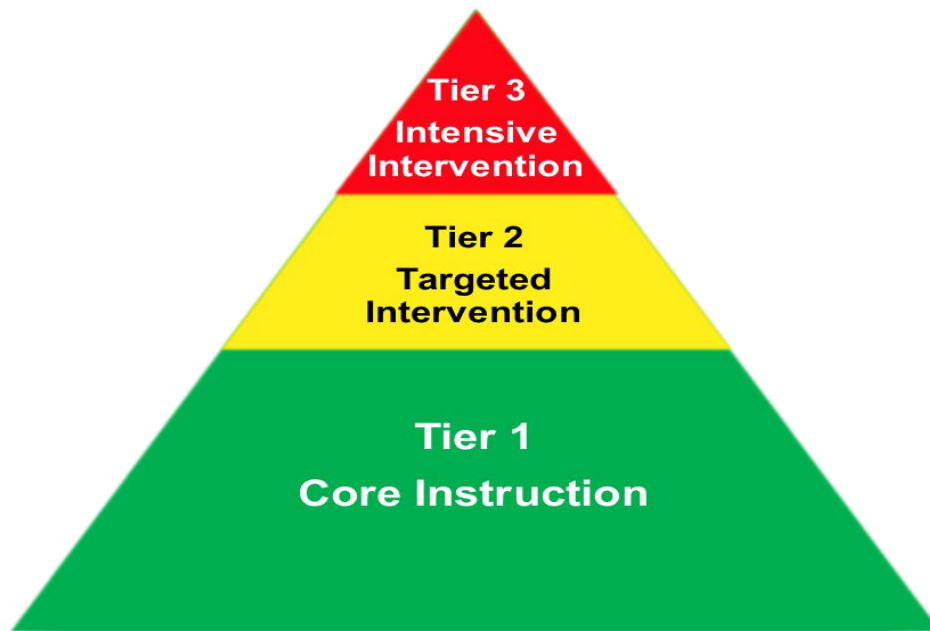 Tier 3
Intensive
Intervention
Tier 2
Targeted
Intervention
Tier 1
Core Instruction